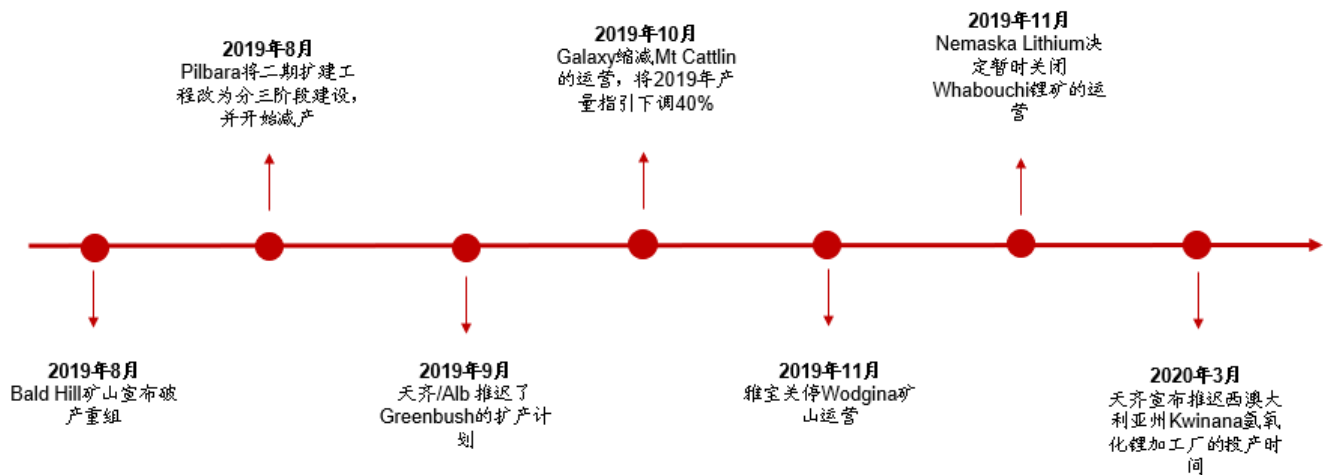 2019年8月
Pilbara将二期扩建工
程改为分三阶段建设，
并开始减产
2019年10月
Galaxy缩减Mt Cattlin
的运营，将2019年产
量指引下调40%
2019年11月
Nemaska Lithium决
定暂时关闭
Whabouchi锂矿的运
营
2019年8月
Bald Hill矿山宣布破
产重组
2019年9月
天齐/Alb 推迟了
Greenbush的扩产计
划
2019年11月
雅宝关停Wodgina矿
山运营
2020年3月
天齐宣布推迟西澳大
利亚州Kwinana氢氧
化锂加工厂的投产时
间